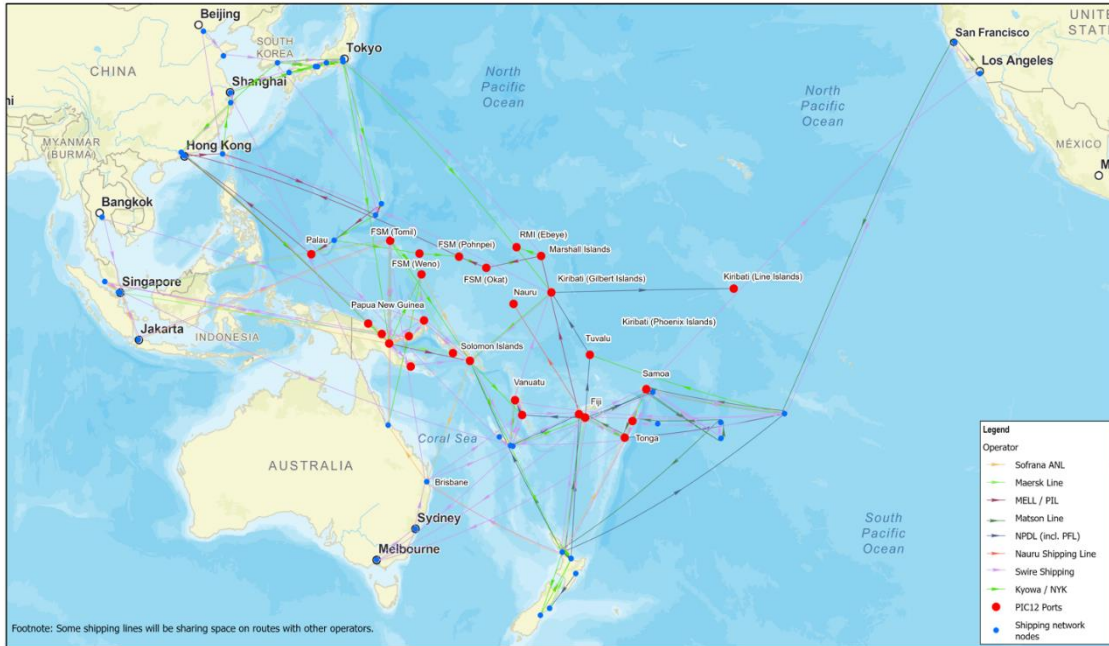 Beijing
SOUTH
KOREA
Tokyo
CHINA
Shanghai
North
Pacific
Ocean
North
Pacific
Ocean
San Francisco
UNITE
STATE
Los Angeles
ni
MYANMAR
(BURMA)
Hong Kong
MÉXICO
M
Bangkok
Palau
FSM (Tomil)
FSM (Pohnpei)
RMI (Ebeye)
Marshall Islands
FSM (Weno)
FSM (Okat)
Kiribati (Gilbert Islands)
Kiribati (Line Islands)
Singapore
Nauru
Papua New Guinea
Kiribati (Phoenix Islands)
Jakarta
INDONESIA
Solomon Islands
Tuvalu
Samoa
Vanuatu
Fiji
Coral Sea
Tonga
AUSTRALIA
Brisbane
Sydney
Melbourne
South
Pacific
Ocean
Legend
Operator
Sofrana ANL
Maersk Line
MELL / PIL
Matson Line
NPDL (incl. PFL)
Nauru Shipping Line
Swire Shipping
Kyowa / NYK
PIC12 Ports
Shipping network
nodes
Footnote: Some shipping lines will be sharing space on routes with other operators.